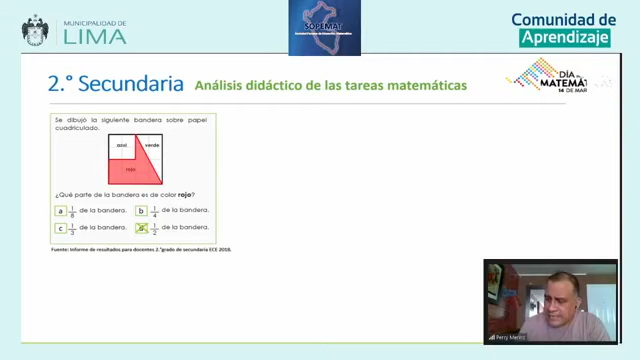 MUNICIPALIDAD DE
LIMA
SOPEMAT
Comunidad de
Aprendizaje
2.° Secundaria
Análisis didáctico de las tareas matemáticas
DÍA
MATEMÁT
14 DE MAR
Se dibujó la siguiente bandera sobre papel
cuadriculado.
azul
verde
rojo
¿Qué parte de la bandera es de color rojo?
a 1/8 de la bandera.
b 1/4 de la bandera.
c 1/3 de la bandera.
d 1/2 de la bandera.
Fuente: Informe de resultados para docentes 2.°grado de secundaria ECE 2018.
Percy Merino